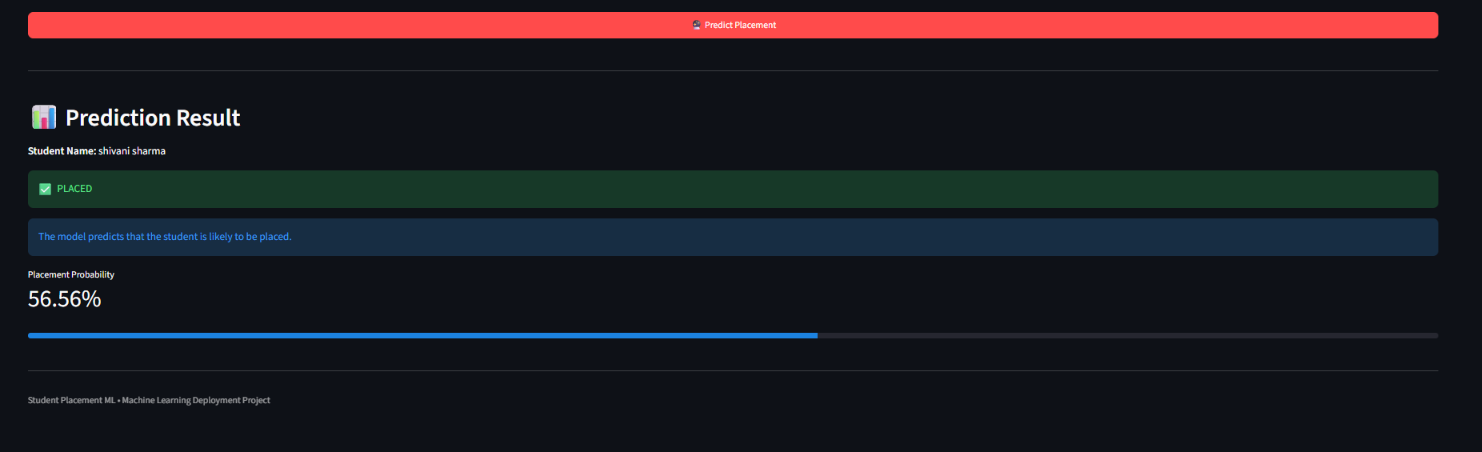 Predict Placement
Prediction Result
Student Name: shivani sharma
PLACED
The model predicts that the student is likely to be placed.
Placement Probability
56.56%
Student Placement ML • Machine Learning Deployment Project